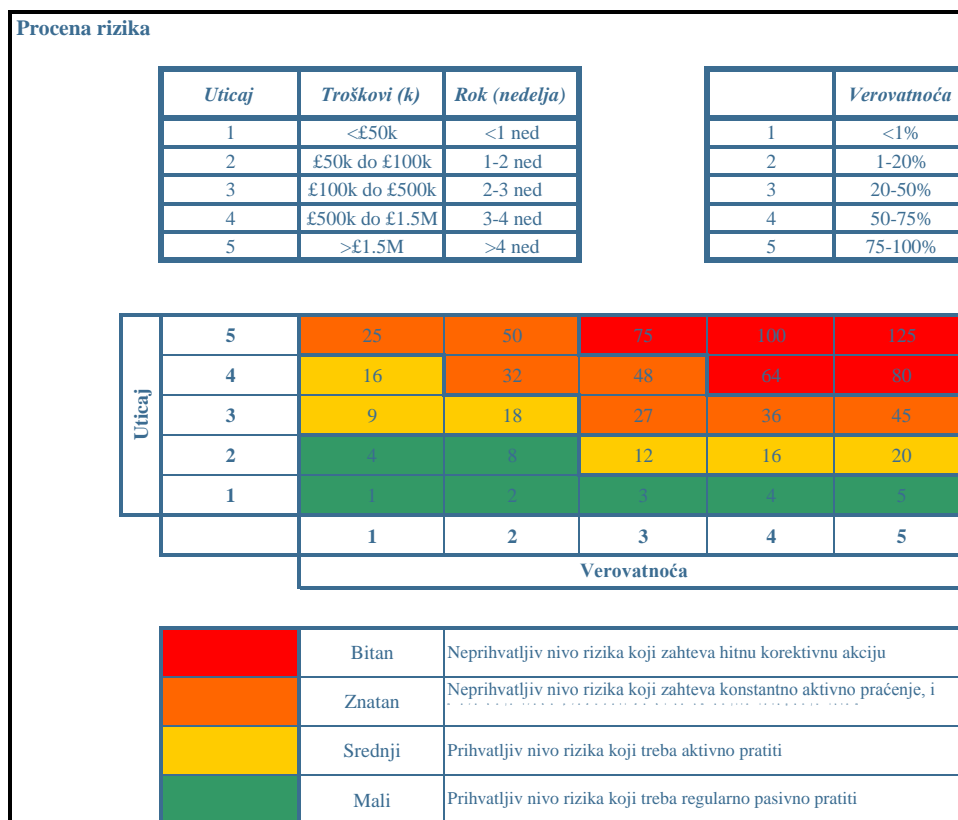 Procena rizika
Uticaj Troškovi (k) Rok (nedelja) Verovatnoća
1 <£50k <1 ned 1 <1%
2 £50k do £100k 1-2 ned 2 1-20%
3 £100k do £500k 2-3 ned 3 20-50%
4 £500k do £1.5M 3-4 ned 4 50-75%
5 >£1.5M >4 ned 5 75-100%
Uticaj
5 25 50 75 100 125
4 16 32 48 64 80
3 9 18 27 36 45
2 4 8 12 16 20
1 1 2 3 4 5
1 2 3 4 5
Verovatnoća
Bitan Neprihvatljiv nivo rizika koji zahteva hitnu korektivnu akciju
Znatan Neprihvatljiv nivo rizika koji zahteva konstantno aktivno praćenje, i
Srednji Prihvatljiv nivo rizika koji treba aktivno pratiti
Mali Prihvatljiv nivo rizika koji treba regularno pasivno pratiti